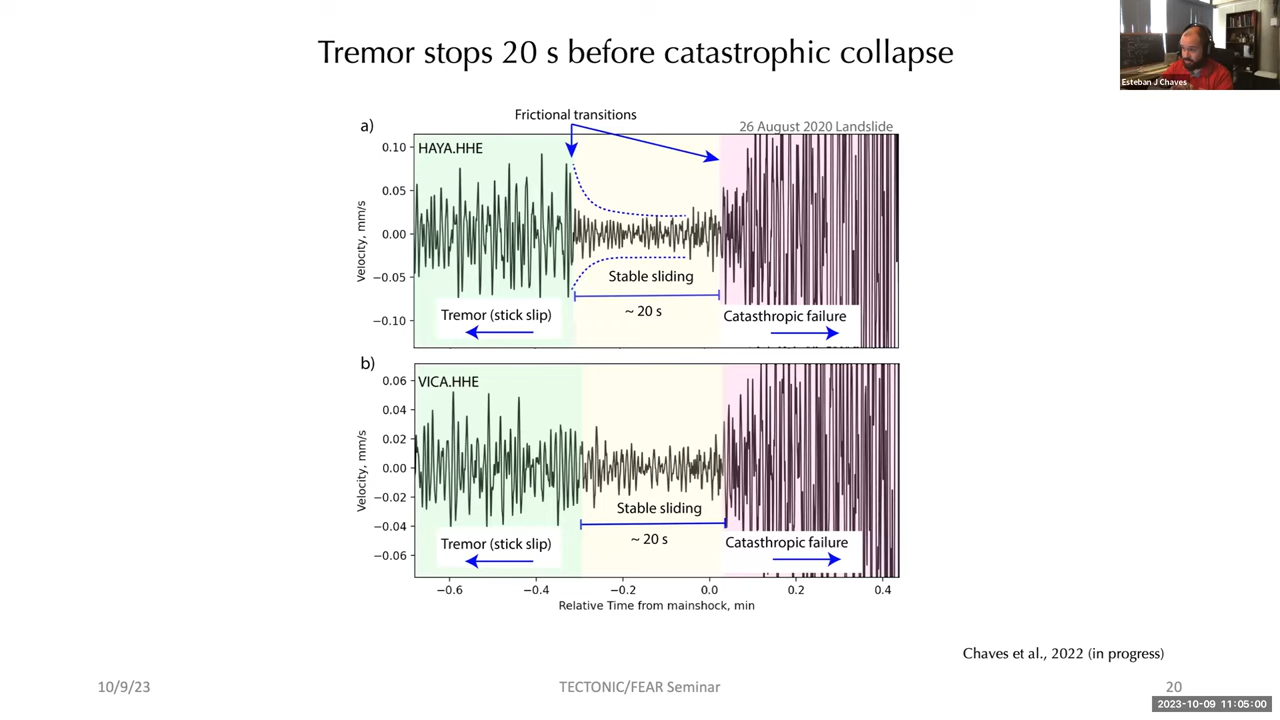 Tremor stops 20 s before catastrophic collapse
Esteban J Chaves
Frictional transitions
a)
26 August 2020 Landslide
HAYA.HHE
0.10
0.05
0.00
−0.05
−0.10
Velocity, mm/s
Stable sliding
~ 20 s
Tremor (stick slip)
Catasthropic failure
b)
VICA.HHE
0.06
0.04
0.02
0.00
−0.02
−0.04
−0.06
Velocity, mm/s
Stable sliding
~ 20 s
Tremor (stick slip)
Catasthropic failure
−0.6
−0.4
−0.2
0.0
0.2
0.4
Relative Time from mainshock, min
Chaves et al., 2022 (in progress)
10/9/23
TECTONIC/FEAR Seminar
20
2023-10-09 11:05:00